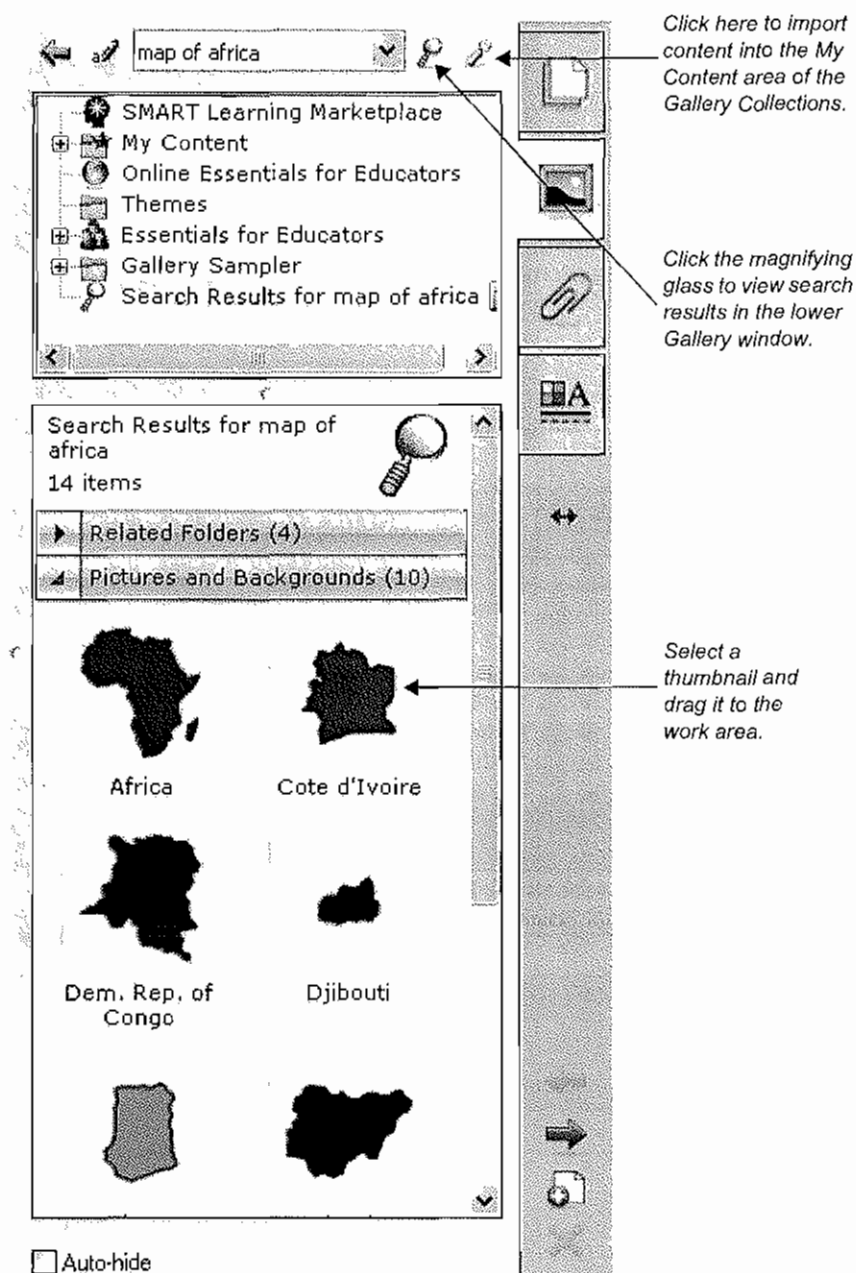 map of africa
Click here to import
content into the My
Content area of the
Gallery Collections.
SMART Learning Marketplace
My Content
Online Essentials for Educators
Themes
Essentials for Educators
Gallery Sampler
Search Results for map of africa
Click the magnifying
glass to view search
results in the lower
Gallery window.
A
Search Results for map of
africa
14 items
Related Folders (4)
Pictures and Backgrounds (10)
Select a
thumbnail and
drag it to the
work area.
Africa
Cote d'Ivoire
Dem. Rep. of
Congo
Djibouti
Auto-hide